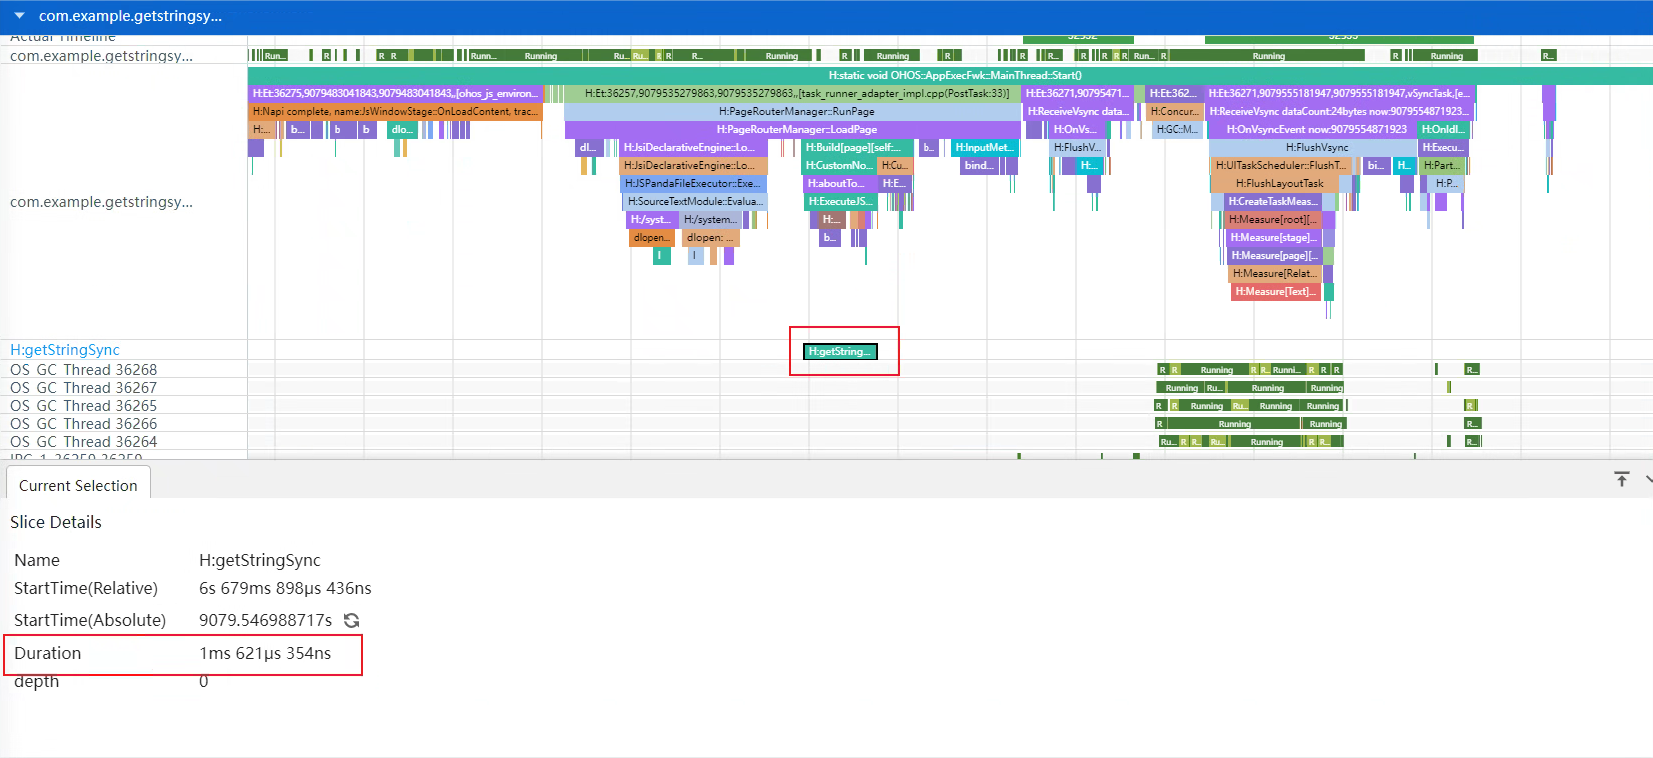 com.example.getstringsy...
Actual Timeline
32532 32533
com.example.getstringsy... Run... R R R Runn... Running Ru... Ru... R R Running R Running R R R R R Run... R Running R Running R...
H:static void OHOS::AppExecFwk::MainThread::Start()
H:Et:36275,9079483041843,9079483041843,,[ohos_js_environ... H:Et:36257,9079535279863,9079535279863,,[task_runner_adapter_impl.cpp(PostTask:33)] H:Et:36271,90795471... H:Et:362... H:Et:36271,9079555181947,9079555181947,vSyncTask,[e...
H:Napi complete, name:JsWindowStage::OnLoadContent, trac... H:PageRouterManager::RunPage H:ReceiveVsync data... H:Concur... H:ReceiveVsync dataCount:24bytes now:9079554871923...
H:... b... b b dlo... H:PageRouterManager::LoadPage H:OnVs... H:GC::M... H:OnVsyncEvent now:9079554871923 H:OnIdl...
dl... H:JsiDeclarativeEngine::Lo... H:Build[page][self:... b... H:InputMet... H:FlushV... H:FlushVsync H:Execu...
H:JsiDeclarativeEngine::Lo... H:CustomNo... H:Cu... bind... H:... H:UITaskScheduler::FlushT... bi... H... H:Part...
H:JSPandaFileExecutor::Exe... H:aboutTo... H:E... H:FlushLayoutTask H:P...
com.example.getstringsy... H:SourceTextModule::Evalua... H:ExecuteJS... H:CreateTaskMeas...
H:/syst... H:/system... H:... H:Measure[root][...
dlopen... dlopen: ... b... H:Measure[stage]...
l l H:Measure[page][...
H:Measure[Relat...
H:Measure[Text]...
H:getStringSync H:getString...
OS_GC_Thread 36268 R R Running R R... Runni... R R R R...
OS_GC_Thread 36267 Running Ru... Running Running
OS_GC_Thread 36265 R R Running Ru... Running Running R
OS_GC_Thread 36266 R Running Running R...
OS_GC_Thread 36264 Ru... R R... Ru... Running R R... R...
IPC_1_36259 36259
Current Selection
Slice Details
Name H:getStringSync
StartTime(Relative) 6s 679ms 898μs 436ns
StartTime(Absolute) 9079.546988717s
Duration 1ms 621μs 354ns
depth 0